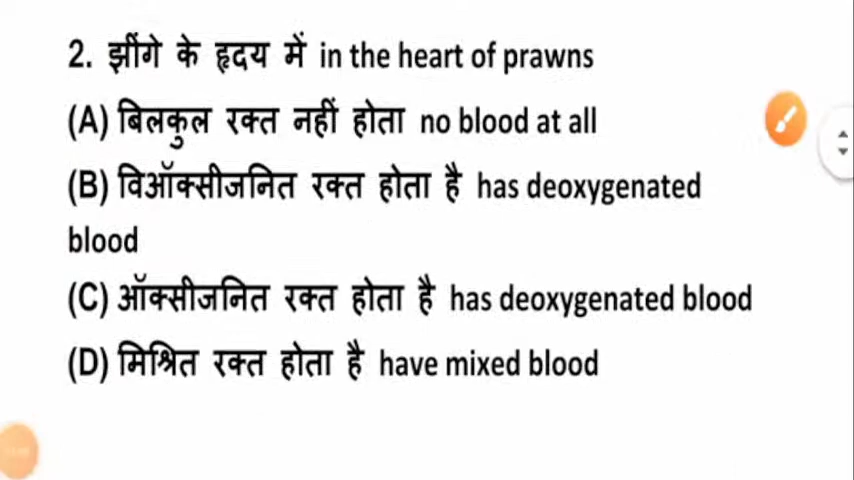 2. झींगे के हृदय में in the heart of prawns
(A) बिलकुल रक्त नहीं होता no blood at all
(B) विऑक्सीजनित रक्त होता है has deoxygenated
blood
(C) ऑक्सीजनित रक्त होता है has deoxygenated blood
(D) मिश्रित रक्त होता है have mixed blood